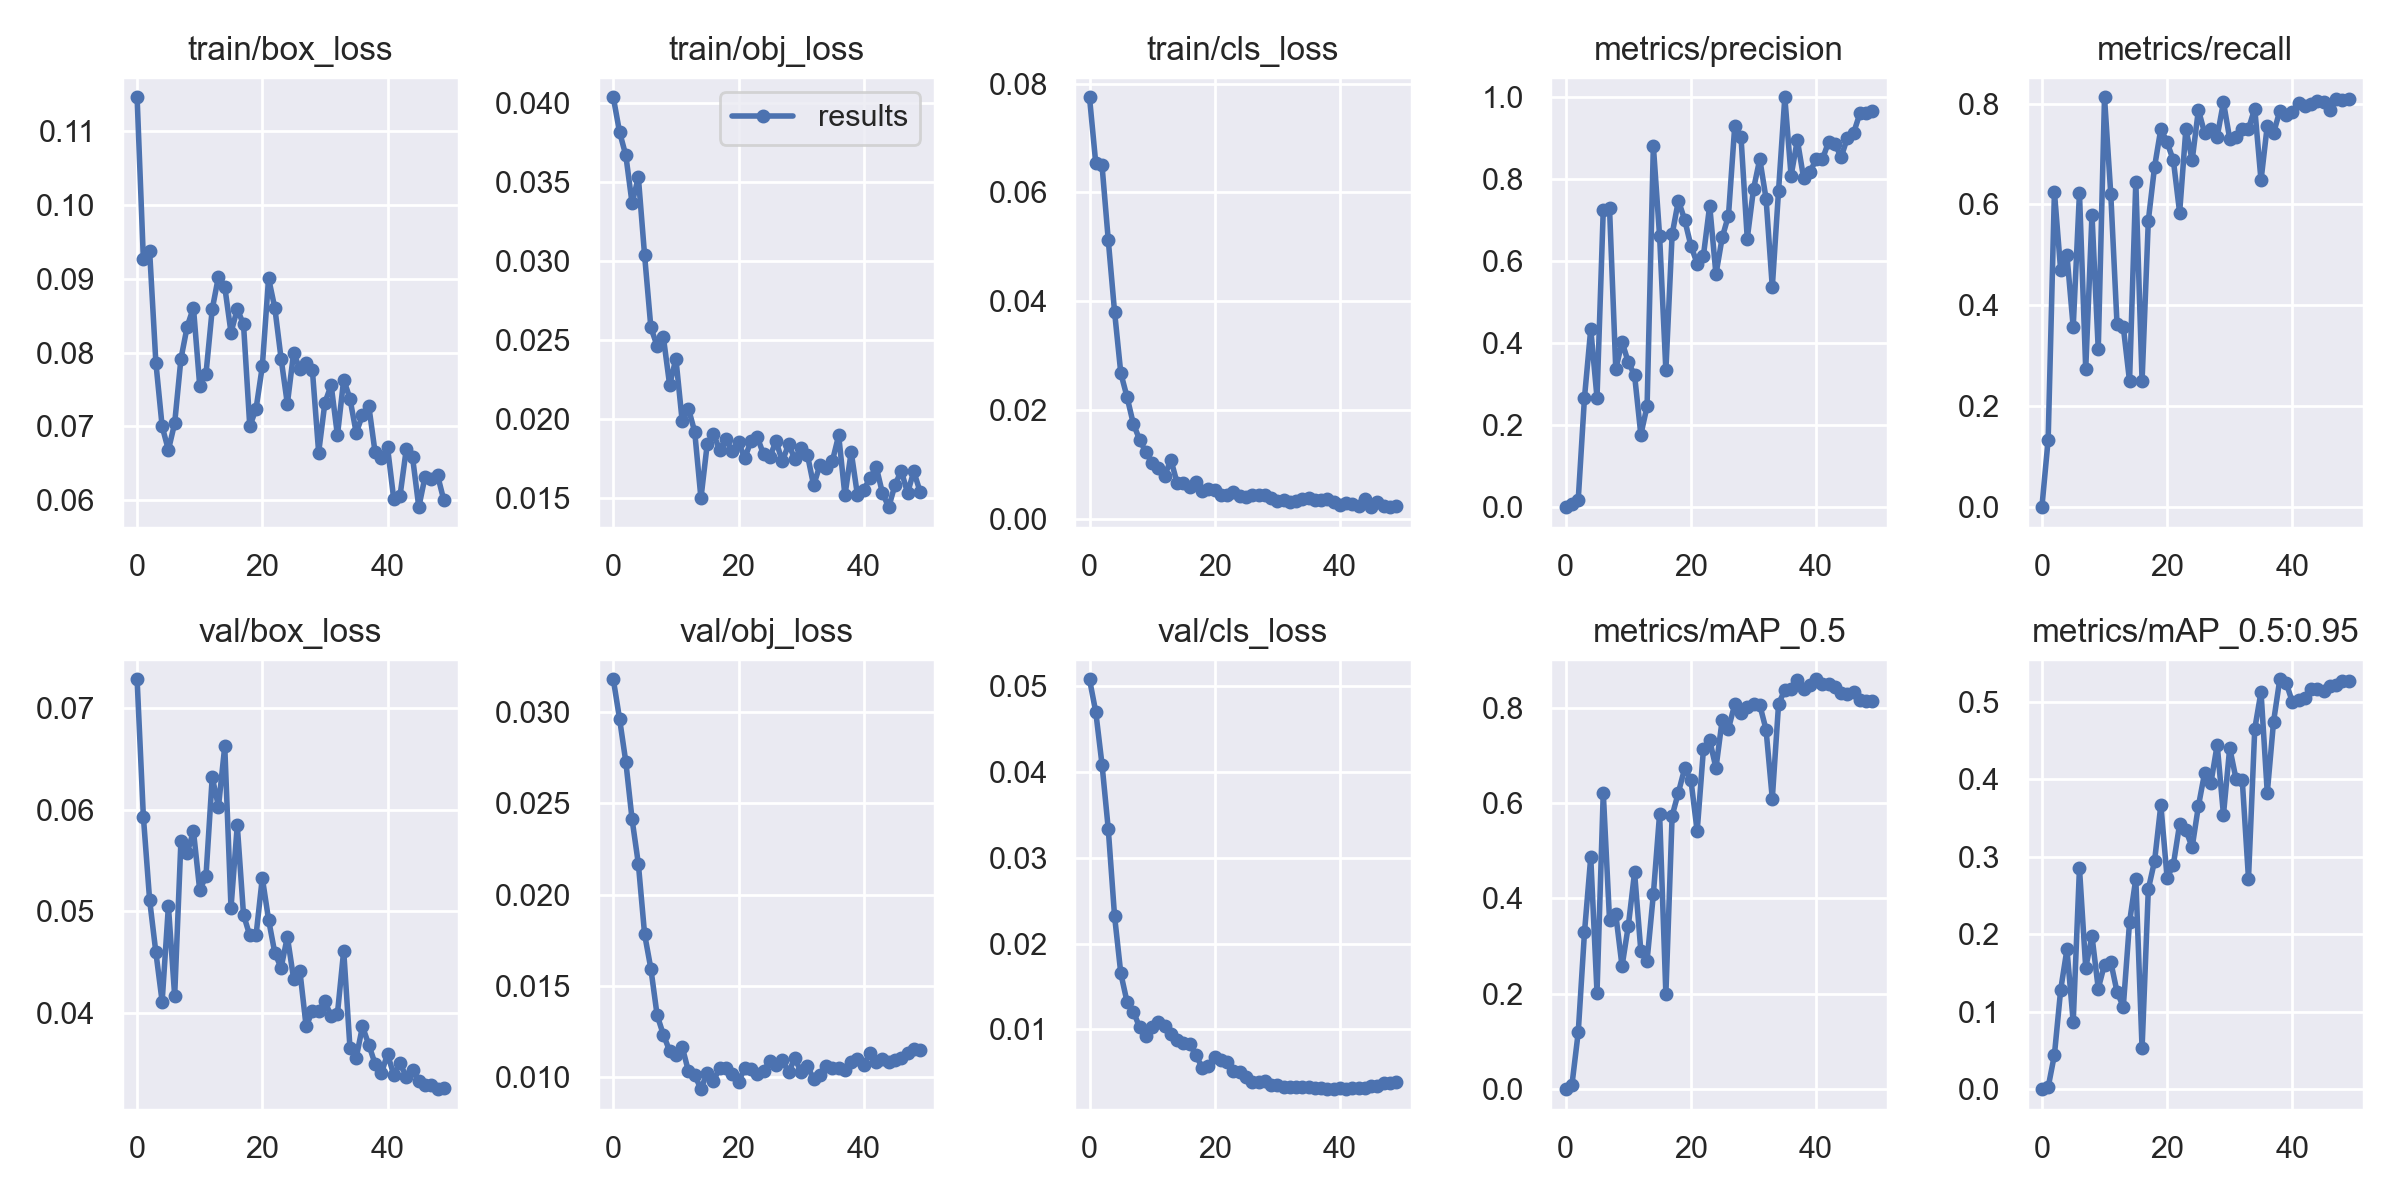 train/box_loss
0.11
0.10
0.09
0.08
0.07
0.06
0 20 40
train/obj_loss
results
0.040
0.035
0.030
0.025
0.020
0.015
0 20 40
train/cls_loss
0.08
0.06
0.04
0.02
0.00
0 20 40
metrics/precision
1.0
0.8
0.6
0.4
0.2
0.0
0 20 40
metrics/recall
0.8
0.6
0.4
0.2
0.0
0 20 40
val/box_loss
0.07
0.06
0.05
0.04
0 20 40
val/obj_loss
0.030
0.025
0.020
0.015
0.010
0 20 40
val/cls_loss
0.05
0.04
0.03
0.02
0.01
0 20 40
metrics/mAP_0.5
0.8
0.6
0.4
0.2
0.0
0 20 40
metrics/mAP_0.5:0.95
0.5
0.4
0.3
0.2
0.1
0.0
0 20 40